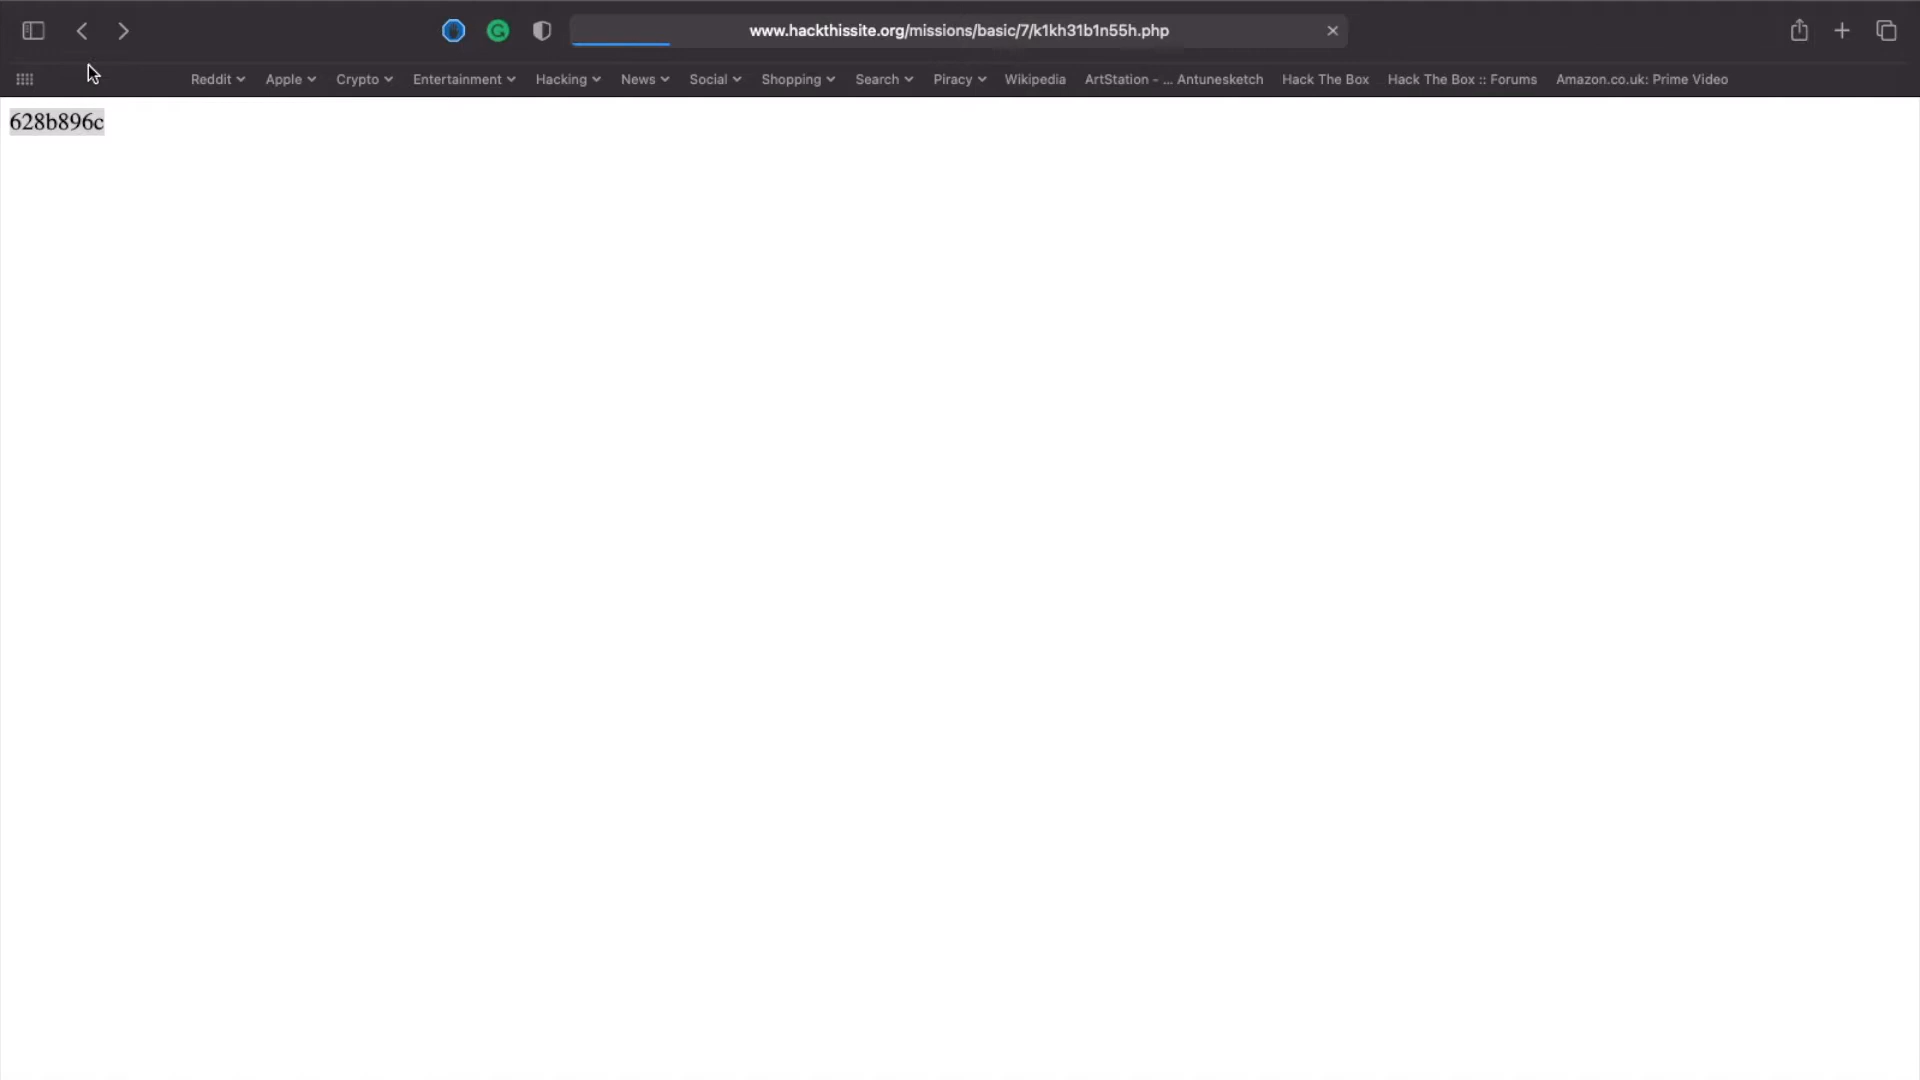 www.hackthissite.org/missions/basic/7/k1kh31b1n55h.php
Reddit Apple Crypto Entertainment Hacking News Social Shopping Search Piracy Wikipedia ArtStation - ... Antunesketch Hack The Box Hack The Box :: Forums Amazon.co.uk: Prime Video
628b896c